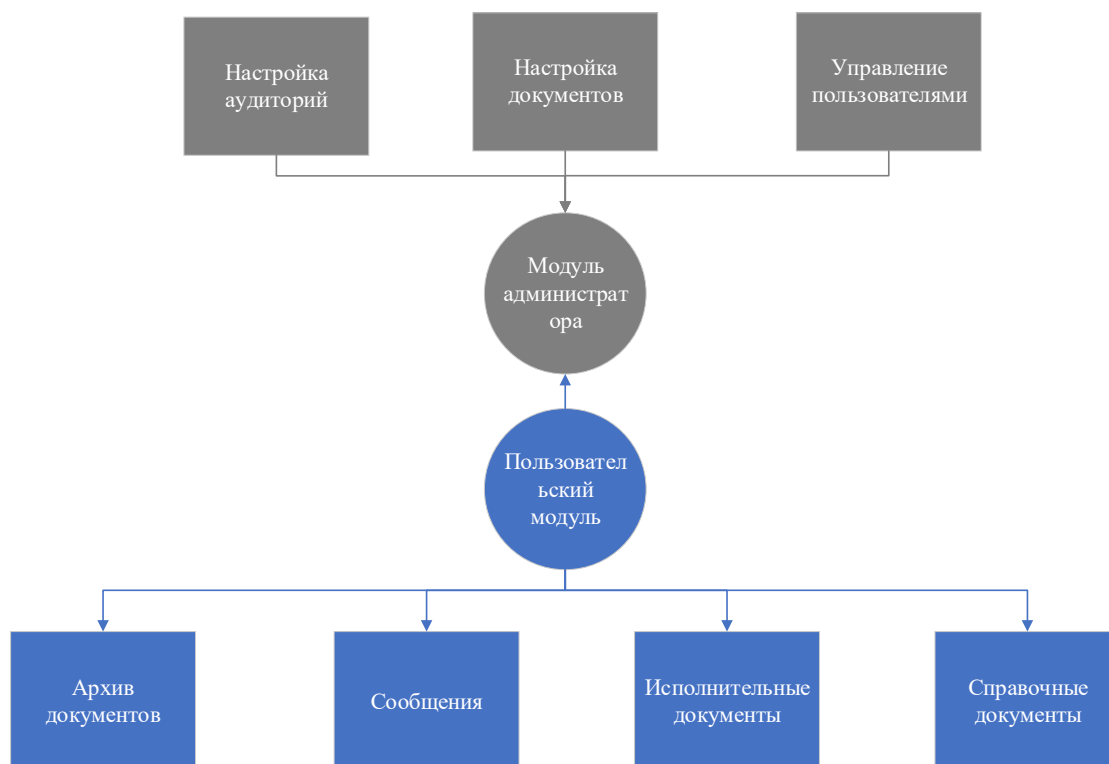 Настройка
аудиторий
Настройка
документов
Управление
пользователями
Модуль
администрат
ора
Пользовател
ьский
модуль
Архив
документов
Сообщения
Исполнительные
документы
Справочные
документы